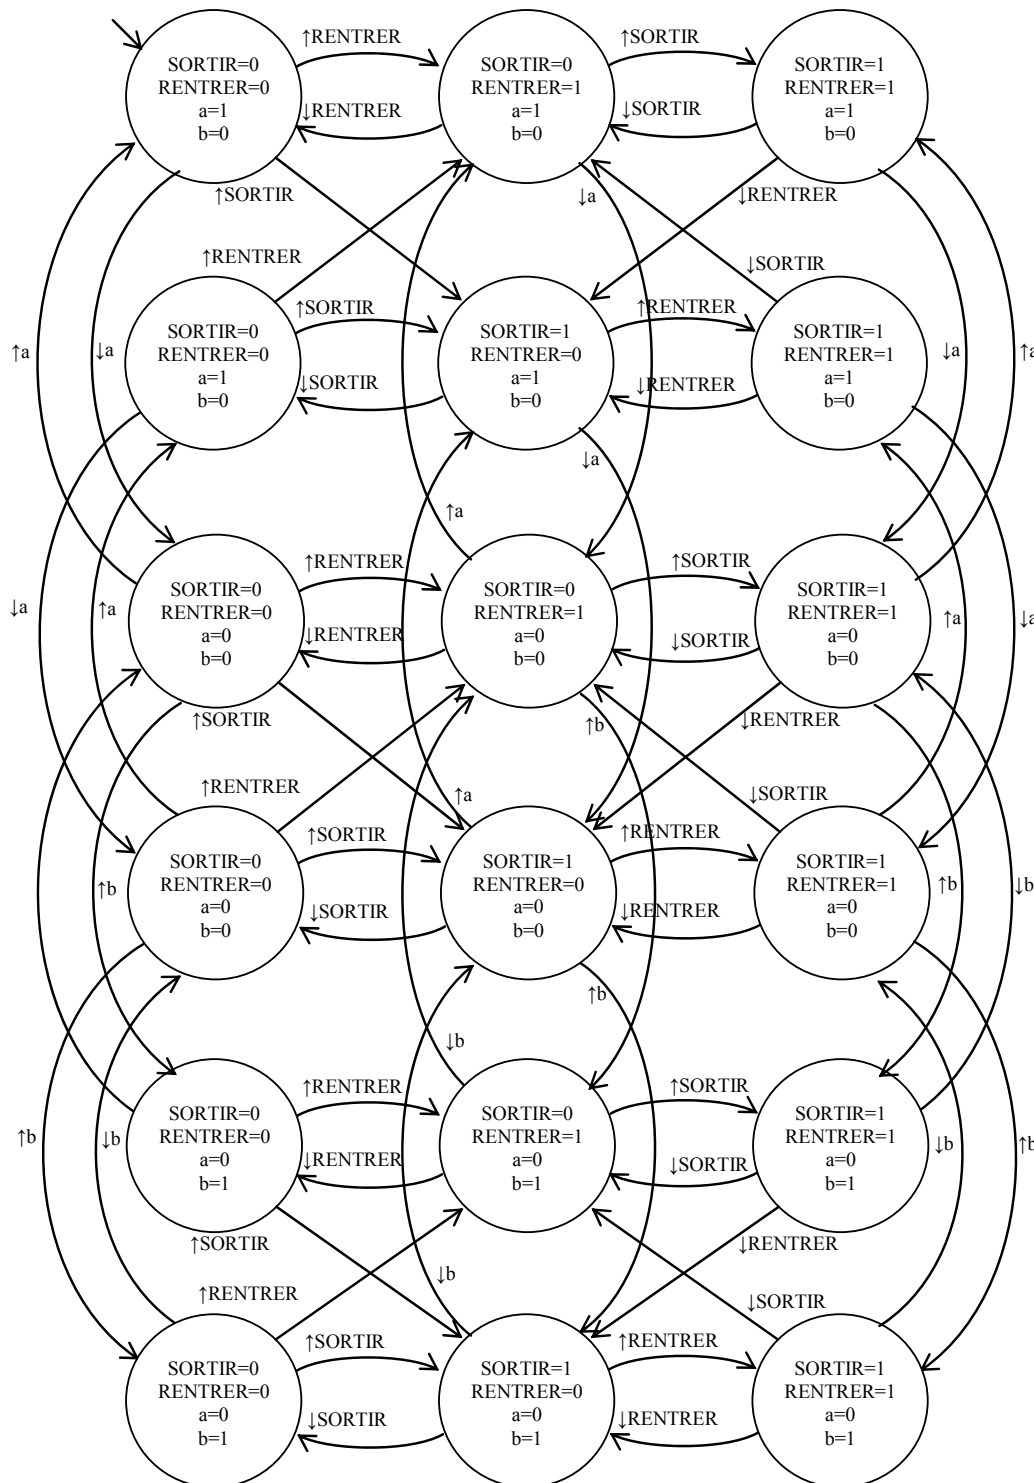 ↑RENTRER
↑SORTIR
SORTIR=0
RENTRER=0
a=1
b=0
SORTIR=0
RENTRER=1
a=1
b=0
SORTIR=1
RENTRER=1
a=1
b=0
↓RENTRER
↓SORTIR
↑SORTIR
↓a
↓RENTRER
↑RENTRER
↓SORTIR
↑SORTIR
↑RENTRER
SORTIR=0
RENTRER=0
a=1
b=0
SORTIR=1
RENTRER=0
a=1
b=0
SORTIR=1
RENTRER=1
a=1
b=0
↑a
↓a
↓a
↑a
↓SORTIR
↓RENTRER
↓a
↑a
↑RENTRER
↑SORTIR
SORTIR=0
RENTRER=0
a=0
b=0
SORTIR=0
RENTRER=1
a=0
b=0
SORTIR=1
RENTRER=1
a=0
b=0
↓a
↑a
↑a
↓a
↓RENTRER
↓SORTIR
↑SORTIR
↑b
↓RENTRER
↑RENTRER
↑a
↓SORTIR
↑SORTIR
↑RENTRER
SORTIR=0
RENTRER=0
a=0
b=0
SORTIR=1
RENTRER=0
a=0
b=0
SORTIR=1
RENTRER=1
a=0
b=0
↑b
↑b
↓b
↓SORTIR
↓RENTRER
↑b
↓b
↑RENTRER
↑SORTIR
SORTIR=0
RENTRER=0
a=0
b=1
SORTIR=0
RENTRER=1
a=0
b=1
SORTIR=1
RENTRER=1
a=0
b=1
↑b
↓b
↓b
↑b
↓RENTRER
↓SORTIR
↑SORTIR
↓RENTRER
↑RENTRER
↓b
↓SORTIR
↑SORTIR
↑RENTRER
SORTIR=0
RENTRER=0
a=0
b=1
SORTIR=1
RENTRER=0
a=0
b=1
SORTIR=1
RENTRER=1
a=0
b=1
↓SORTIR
↓RENTRER